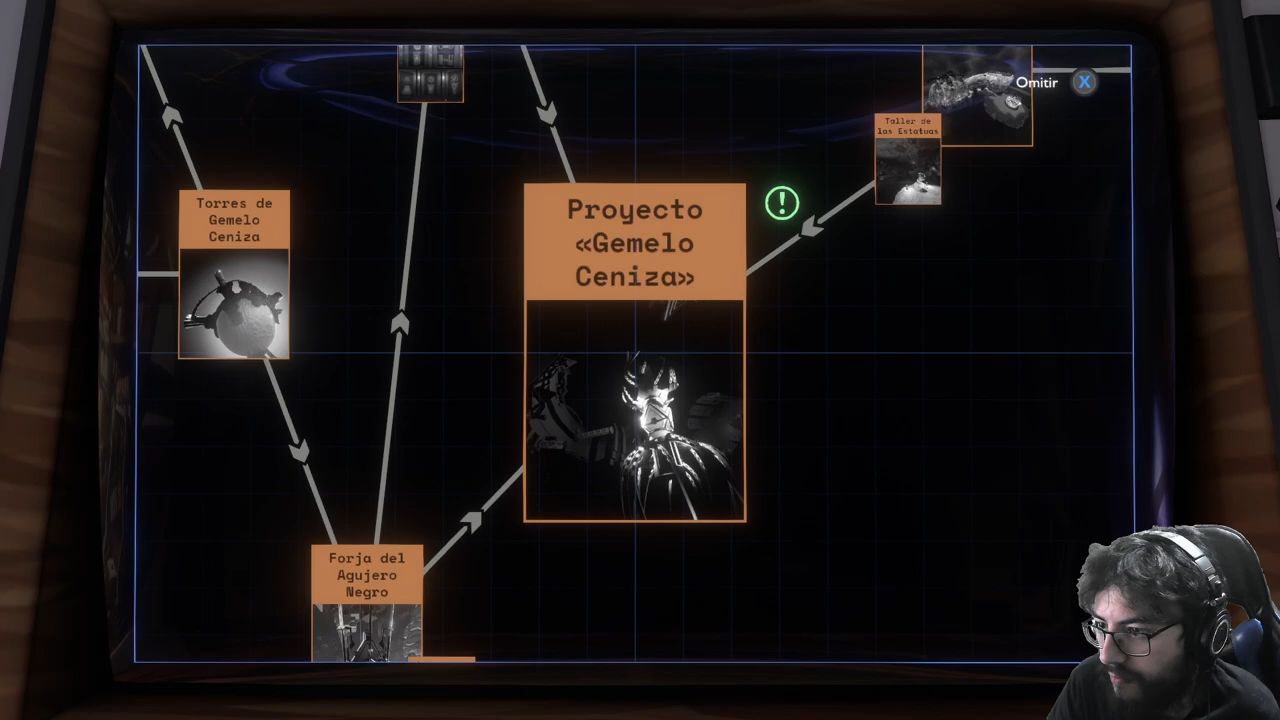 Omitir X
Taller de
las Estatuas
Torres de
Gemelo
Ceniza
Proyecto
«Gemelo
Ceniza»
!
Forja del
Agujero
Negro